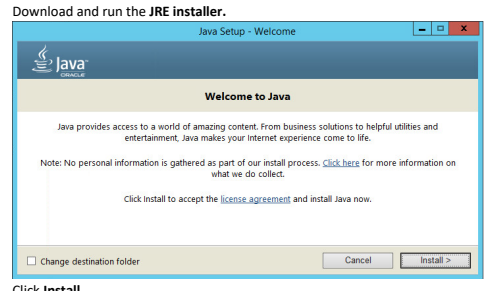 Download and run the JRE installer.
Java Setup - Welcome
Java
ORACLE
Welcome to Java
Java provides access to a world of amazing content. From business solutions to helpful utilities and
entertainment, Java makes your Internet experience come to life.
Note: No personal information is gathered as part of our install process. Click here for more information on
what we do collect.
Click Install to accept the license agreement and install Java now.
Change destination folder
Cancel
Install >
Click Install